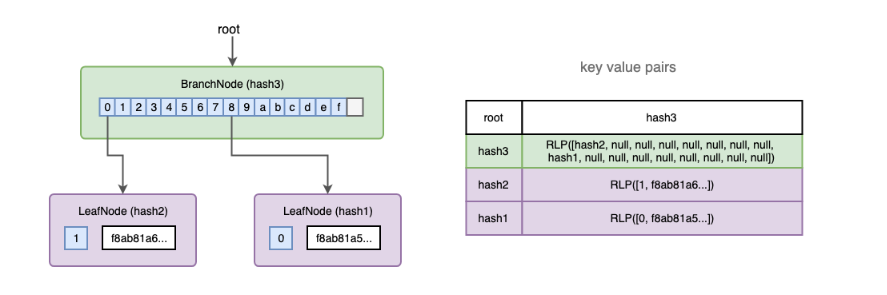 root
BranchNode (hash3)
0 1 2 3 4 5 6 7 8 9 a b c d e f
LeafNode (hash2)
1 f8ab81a6...
LeafNode (hash1)
0 f8ab81a5...
key value pairs
root hash3
hash3 RLP([hash2, null, null, null, null, null, null, null,
hash1, null, null, null, null, null, null, null, null])
hash2 RLP([1, f8ab81a6...])
hash1 RLP([0, f8ab81a5...])